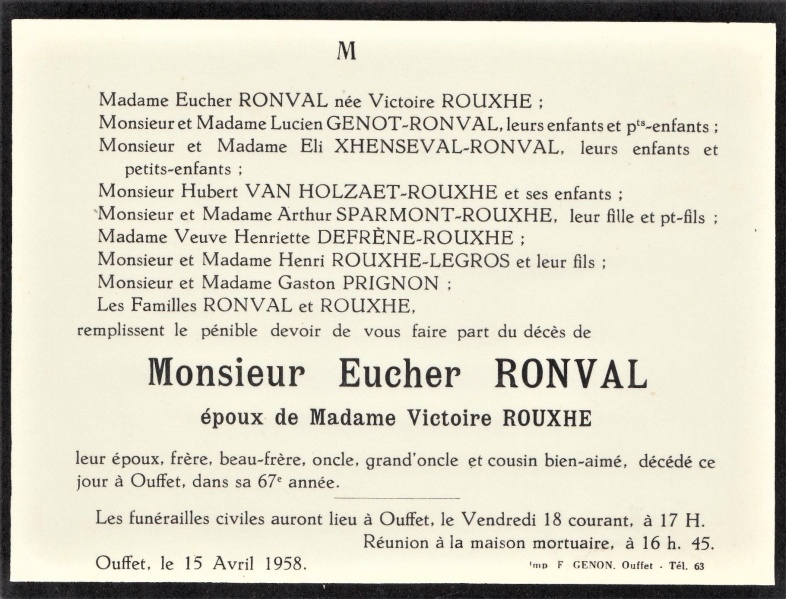 M
Madame Eucher RONVAL née Victoire ROUXHE ;
Monsieur et Madame Lucien GENOT-RONVAL, leurs enfants et pts-enfants ;
Monsieur et Madame Eli XHENSEVAL-RONVAL, leurs enfants et
petits-enfants ;
Monsieur Hubert VAN HOLZAET-ROUXHE et ses enfants ;
Monsieur et Madame Arthur SPARMONT-ROUXHE, leur fille et pt-fils ;
Madame Veuve Henriette DEFRÈNE-ROUXHE ;
Monsieur et Madame Henri ROUXHE-LEGROS et leur fils ;
Monsieur et Madame Gaston PRIGNON ;
Les Familles RONVAL et ROUXHE,
remplissent le pénible devoir de vous faire part du décès de
Monsieur Eucher RONVAL
époux de Madame Victoire ROUXHE
leur époux, frère, beau-frère, oncle, grand'oncle et cousin bien-aimé, décédé ce
jour à Ouffet, dans sa 67e année.
Les funérailles civiles auront lieu à Ouffet, le Vendredi 18 courant, à 17 H.
Réunion à la maison mortuaire, à 16 h. 45.
Ouffet, le 15 Avril 1958.
Imp F GENON, Ouffet - Tél. 63